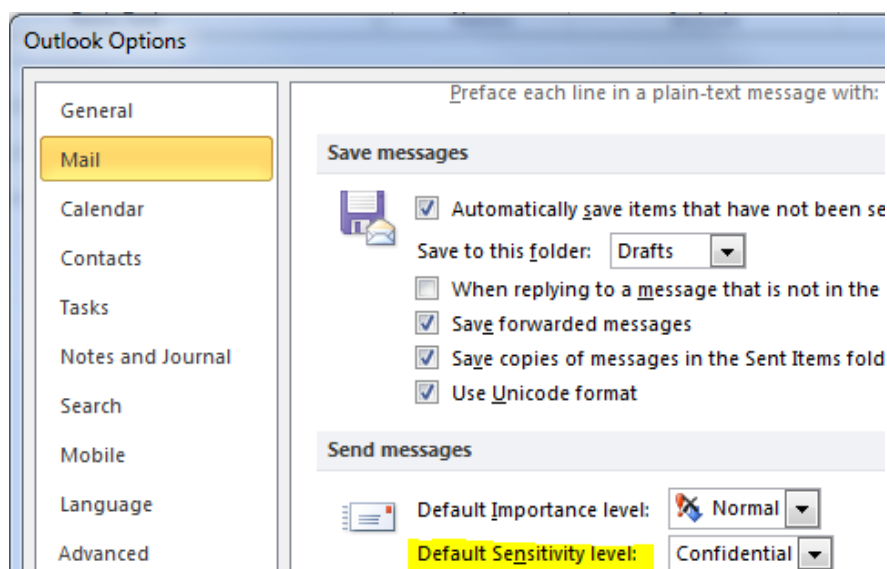 Outlook Options
General
Mail
Calendar
Contacts
Tasks
Notes and Journal
Search
Mobile
Language
Advanced
Preface each line in a plain-text message with:
Save messages
Automatically save items that have not been se
Save to this folder: Drafts
When replying to a message that is not in the
Save forwarded messages
Save copies of messages in the Sent Items fold
Use Unicode format
Send messages
Default Importance level: Normal
Default Sensitivity level: Confidential